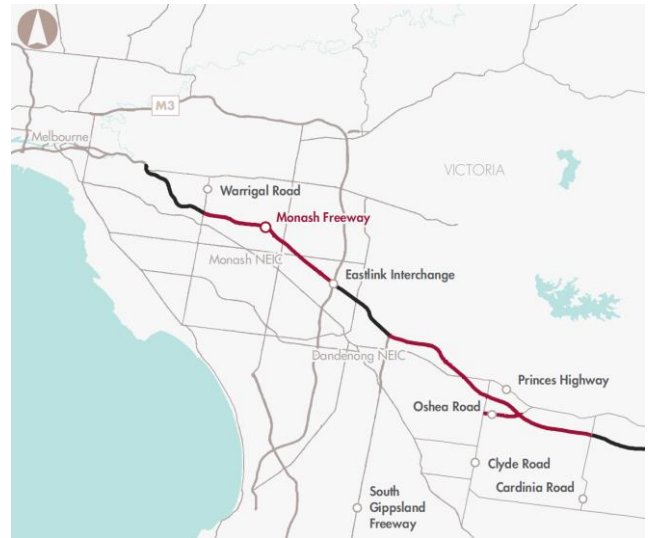 M3
Melbourne
VICTORIA
Warrigal Road
Monash Freeway
Monash NEIC
Eastlink Interchange
Dandenong NEIC
Princes Highway
Oshea Road
Clyde Road
Cardinia Road
South
Gippsland
Freeway